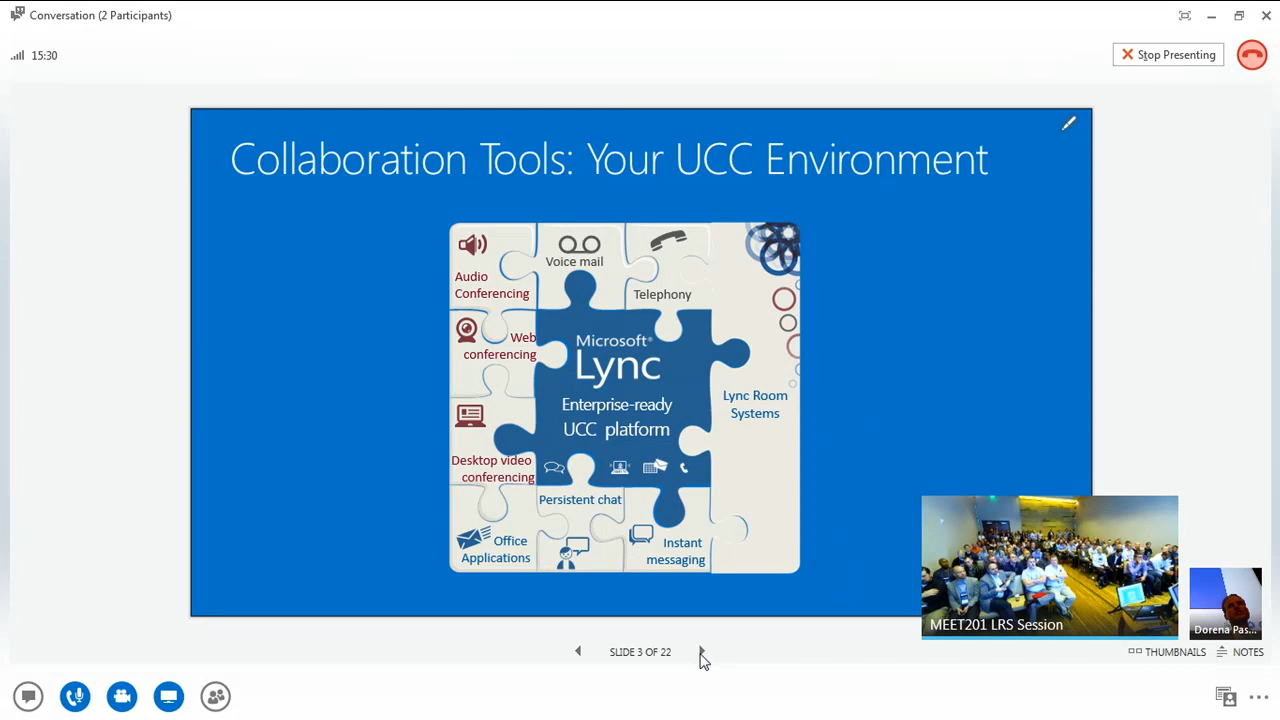 Conversation (2 Participants)
15:30
Stop Presenting
Collaboration Tools: Your UCC Environment
Voice mail
Audio
Conferencing
Telephony
Web
conferencing
Microsoft®
Lync
Enterprise-ready
UCC platform
Lync Room
Systems
Desktop video
conferencing
Persistent chat
Office
Applications
Instant
messaging
MEET201 LRS Session
Dorena Pas...
SLIDE 3 OF 22
THUMBNAILS
NOTES